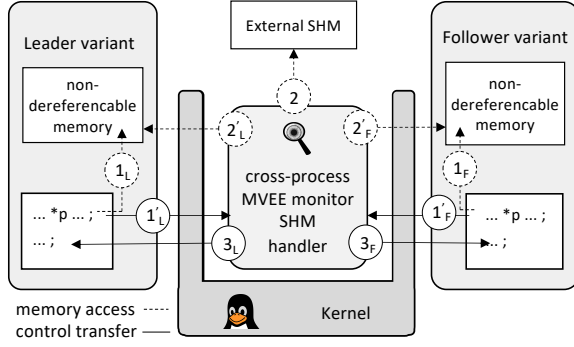 Leader variant
External SHM
Follower variant
non-
dereferencable
memory
non-
dereferencable
memory
2
2'L
2'F
1L
1F
cross-process
MVEE monitor
SHM
handler
... *p ... ;
... ;
1'L
1'F
... *p ... ;
... ;
3L
3F
memory access
control transfer
Kernel